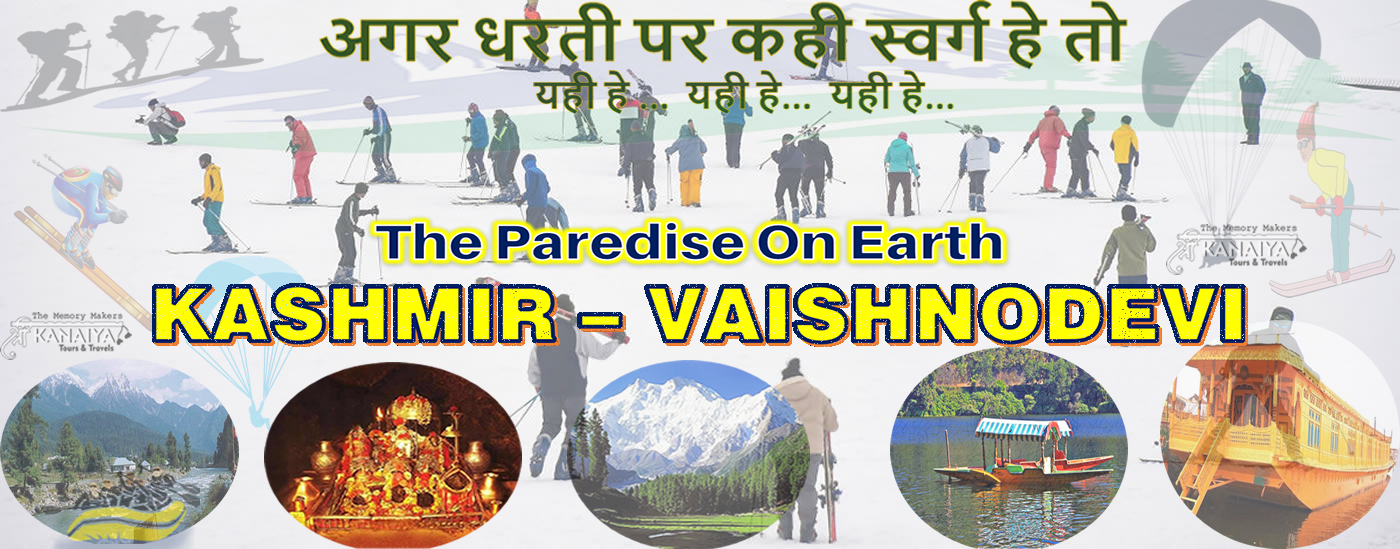 अगर धरती पर कही स्वर्ग हे तो
यही हे ... यही हे... यही हे...
The Paredise On Earth
KASHMIR – VAISHNODEVI
The Memory Makers
श्री KANAIYA
Tours & Travels
The Memory Makers
श्री KANAIYA
Tours & Travels